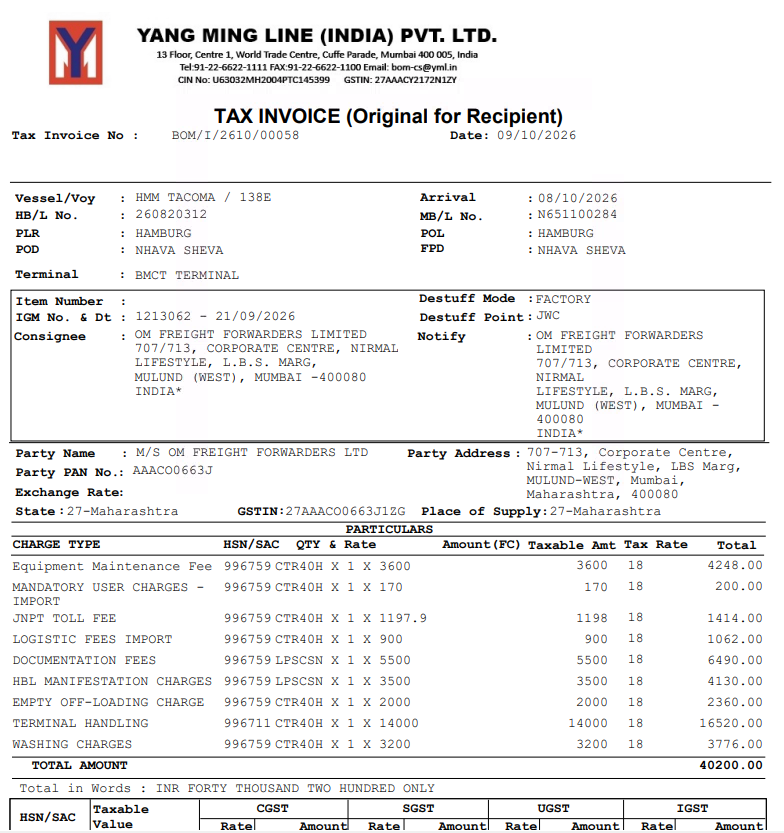 YANG MING LINE (INDIA) PVT. LTD.
13 Floor, Centre 1, World Trade Centre, Cuffe Parade, Mumbai 400 005, India
Tel:91-22-6622-1111 FAX:91-22-6622-1100 Email: bom-cs@yml.in
CIN No: U63032MH2004PTC145399 GSTIN: 27AAACY2172N1ZY
TAX INVOICE (Original for Recipient)
Tax Invoice No : BOM/I/2610/00058 Date: 09/10/2026
Vessel/Voy : HMM TACOMA / 138E Arrival : 08/10/2026
HB/L No. : 260820312 MB/L No. : N651100284
PLR : HAMBURG POL : HAMBURG
POD : NHAVA SHEVA FPD : NHAVA SHEVA
Terminal : BMCT TERMINAL
Item Number : Destuff Mode : FACTORY
IGM No. & Dt : 1213062 - 21/09/2026 Destuff Point : JWC
Consignee : OM FREIGHT FORWARDERS LIMITED
707/713, CORPORATE CENTRE, NIRMAL
LIFESTYLE, L.B.S. MARG,
MULUND (WEST), MUMBAI -400080
INDIA*
Notify : OM FREIGHT FORWARDERS
LIMITED
707/713, CORPORATE CENTRE,
NIRMAL
LIFESTYLE, L.B.S. MARG,
MULUND (WEST), MUMBAI -
400080
INDIA*
Party Name : M/S OM FREIGHT FORWARDERS LTD
Party PAN No.: AAACO0663J
Exchange Rate:
Party Address : 707-713, Corporate Centre,
Nirmal Lifestyle, LBS Marg,
MULUND-WEST, Mumbai,
Maharashtra, 400080
State : 27-Maharashtra GSTIN: 27AAACO0663J1ZG Place of Supply: 27-Maharashtra
PARTICULARS
CHARGE TYPE HSN/SAC QTY & Rate Amount(FC) Taxable Amt Tax Rate Total
Equipment Maintenance Fee 996759 CTR40H X 1 X 3600 3600 18 4248.00
MANDATORY USER CHARGES - 996759 CTR40H X 1 X 170 170 18 200.00
IMPORT
JNPT TOLL FEE 996759 CTR40H X 1 X 1197.9 1198 18 1414.00
LOGISTIC FEES IMPORT 996759 CTR40H X 1 X 900 900 18 1062.00
DOCUMENTATION FEES 996759 LPSCSN X 1 X 5500 5500 18 6490.00
HBL MANIFESTATION CHARGES 996759 LPSCSN X 1 X 3500 3500 18 4130.00
EMPTY OFF-LOADING CHARGE 996759 CTR40H X 1 X 2000 2000 18 2360.00
TERMINAL HANDLING 996711 CTR40H X 1 X 14000 14000 18 16520.00
WASHING CHARGES 996759 CTR40H X 1 X 3200 3200 18 3776.00
TOTAL AMOUNT 40200.00
Total in Words : INR FORTY THOUSAND TWO HUNDRED ONLY
HSN/SAC Taxable Value CGST SGST UGST IGST
Rate Amount Rate Amount Rate Amount Rate Amount